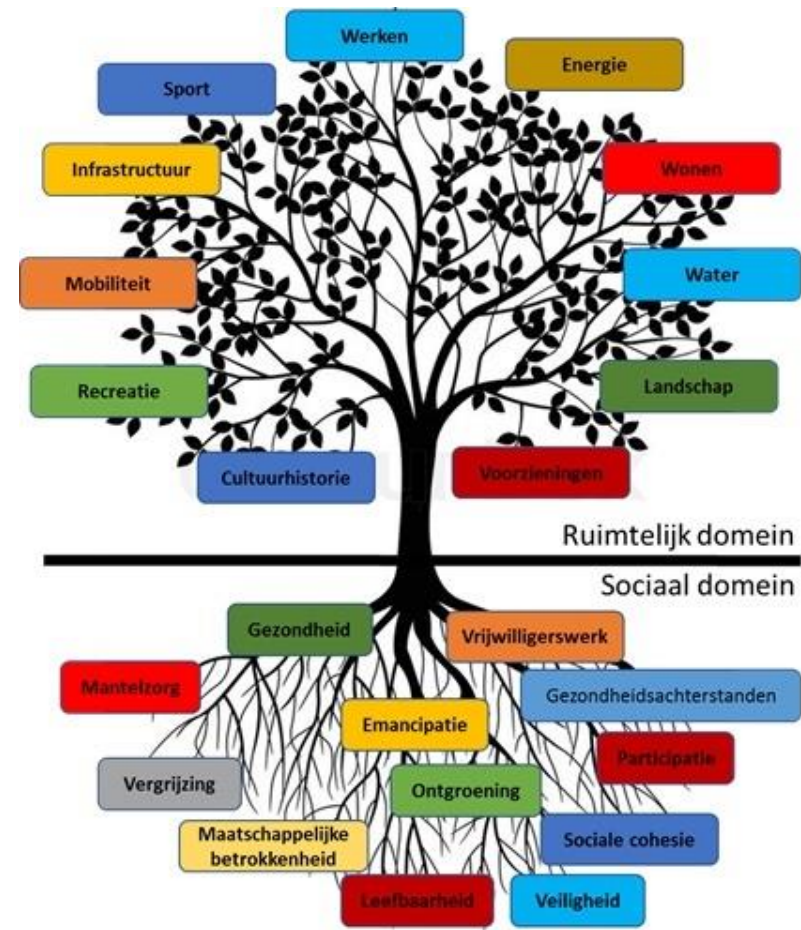 Werken
Energie
Sport
Infrastructuur
Wonen
Mobiliteit
Water
Recreatie
Landschap
Cultuurhistorie
Voorzieningen
Ruimtelijk domein
Sociaal domein
Gezondheid
Vrijwilligerswerk
Mantelzorg
Gezondheidsachterstanden
Emancipatie
Participatie
Vergrijzing
Ontgroening
Maatschappelijke
betrokkenheid
Sociale cohesie
Leefbaarheid
Veiligheid